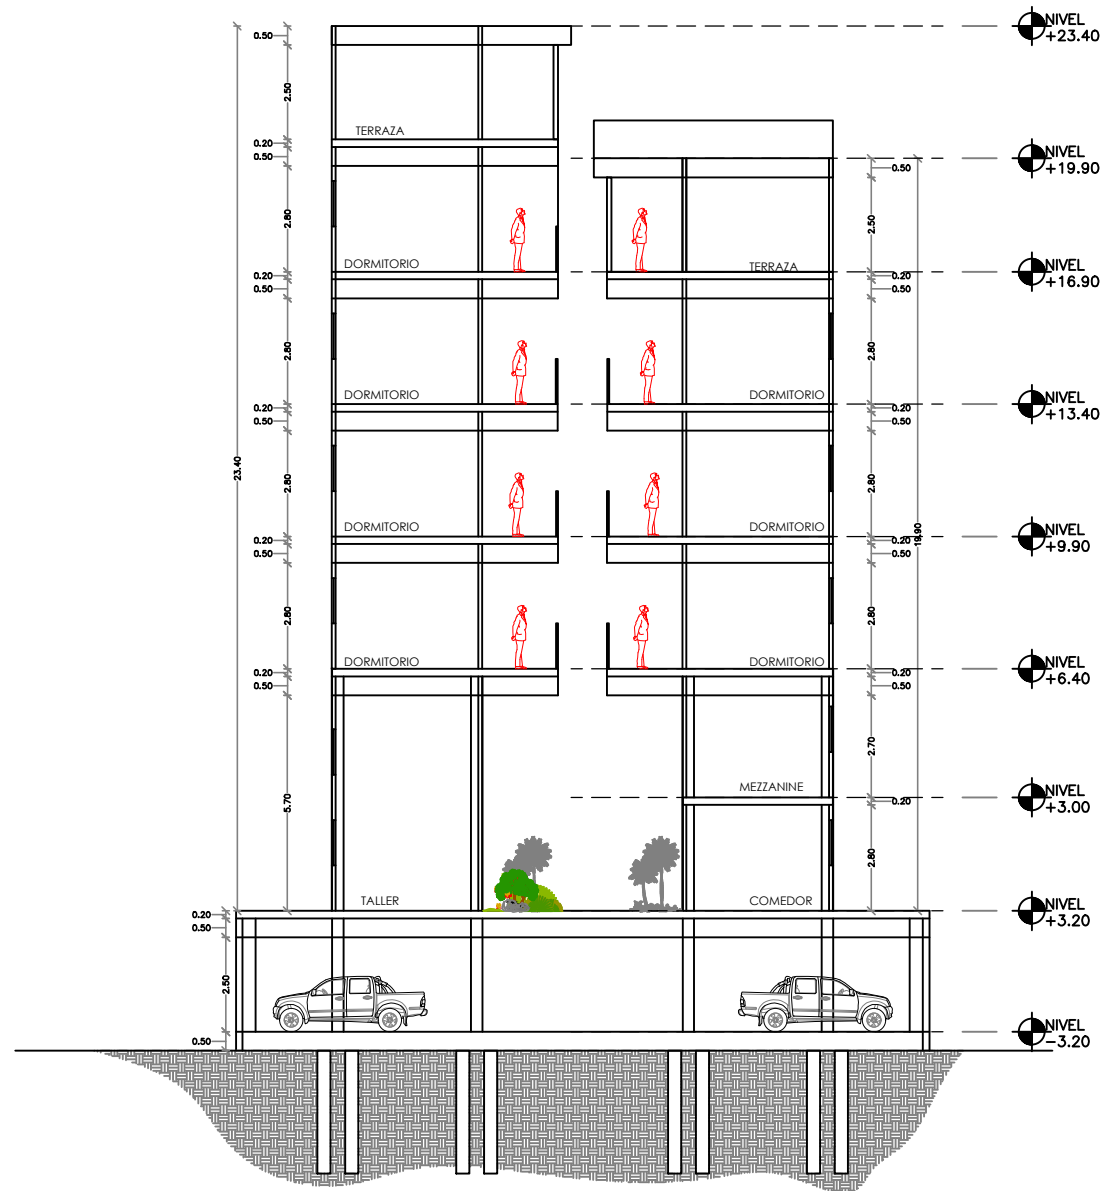 NIVEL
+23.40
0.50
2.50
TERRAZA
0.20
0.50
NIVEL
+19.90
0.50
2.80
2.50
DORMITORIO
TERRAZA
0.20
0.50
0.20
0.50
NIVEL
+16.90
2.80
2.80
DORMITORIO
DORMITORIO
0.20
0.50
0.20
0.50
NIVEL
+13.40
23.40
2.80
2.80
DORMITORIO
DORMITORIO
0.20
0.50
0.20
0.50
19.90
NIVEL
+9.90
2.80
2.80
DORMITORIO
DORMITORIO
0.20
0.50
0.20
0.50
NIVEL
+6.40
5.70
2.70
MEZZANINE
0.20
NIVEL
+3.00
2.80
TALLER
COMEDOR
0.20
0.50
NIVEL
+3.20
2.50
0.50
NIVEL
−3.20